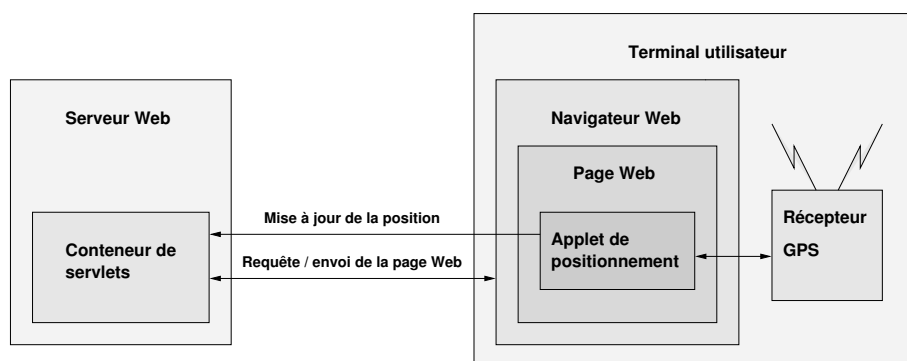 Terminal utilisateur
Serveur Web
Navigateur Web
Page Web
Mise à jour de la position
Récepteur
GPS
Applet de
positionnement
Conteneur de
servlets
Requête / envoi de la page Web